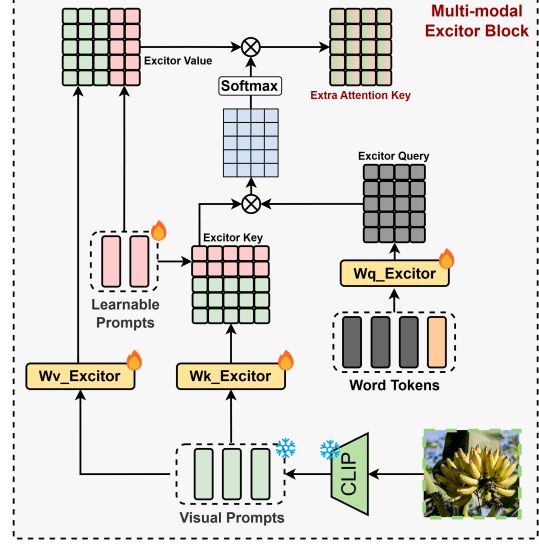 Multi-modal
Excitor Block
Excitor Value
Softmax
Extra Attention Key
Excitor Query
Excitor Key
Wq_Excitor
Learnable
Prompts
Word Tokens
Wv_Excitor
Wk_Excitor
CLIP
Visual Prompts